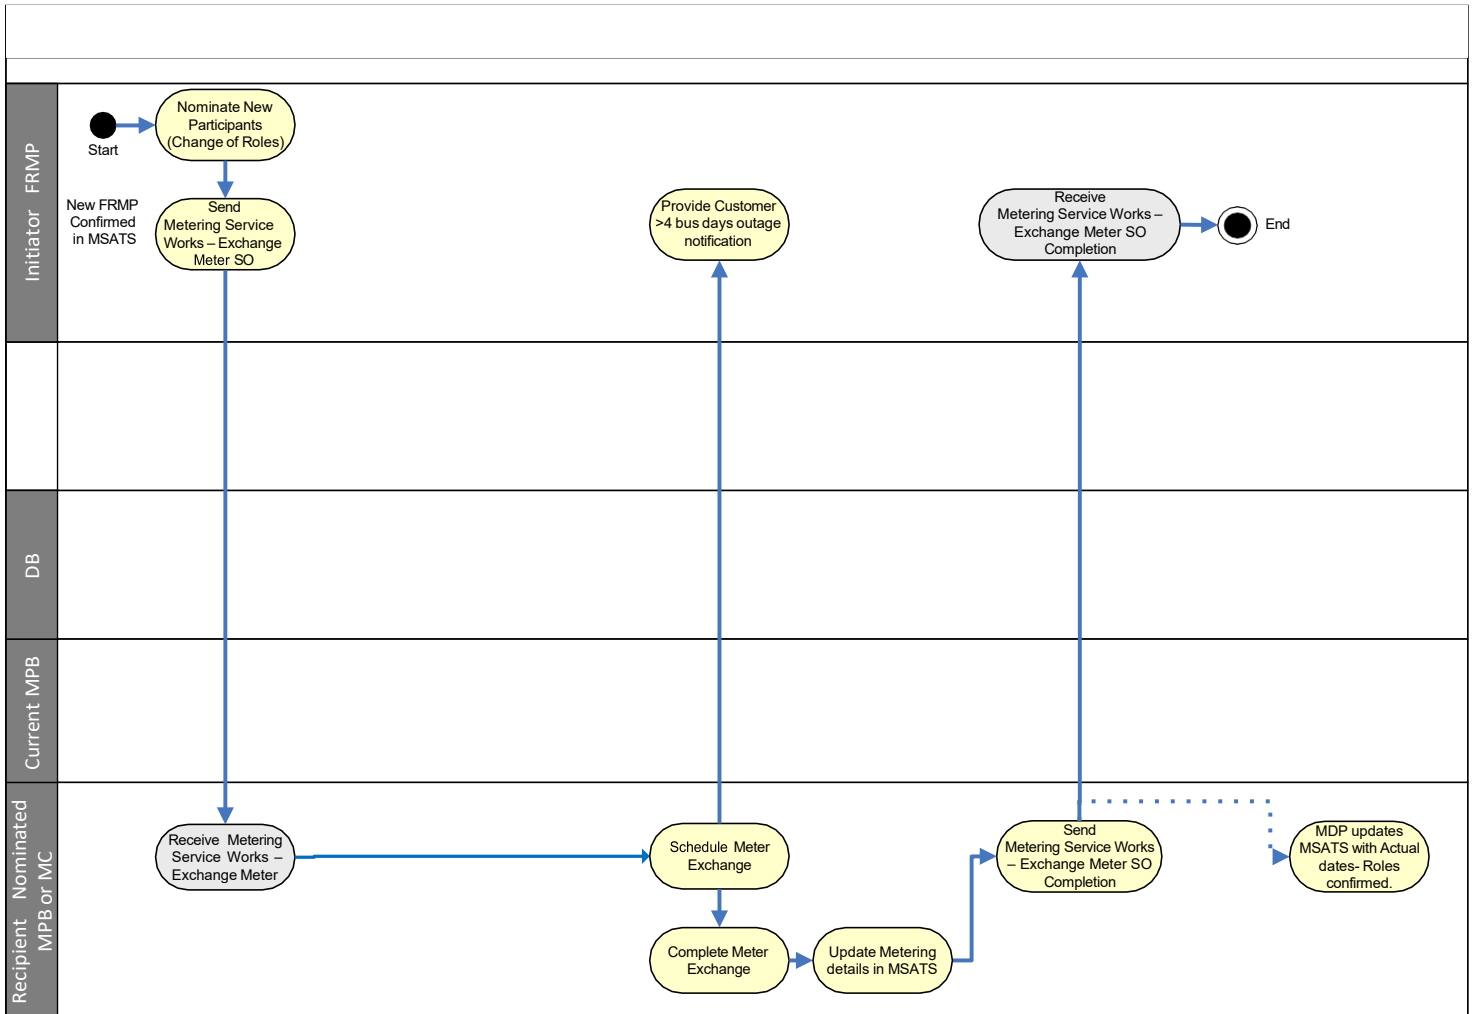 Initiator FRMP
Start
Nominate New
Participants
(Change of Roles)
New FRMP
Confirmed
in MSATS
Send
Metering Service
Works – Exchange
Meter SO
Provide Customer
>4 bus days outage
notification
Receive
Metering Service Works –
Exchange Meter SO
Completion
End
DB
Current MPB
Recipient Nominated
MPB or MC
Receive Metering
Service Works –
Exchange Meter
Schedule Meter
Exchange
Send
Metering Service Works
– Exchange Meter SO
Completion
MDP updates
MSATS with Actual
dates- Roles
confirmed.
Complete Meter
Exchange
Update Metering
details in MSATS